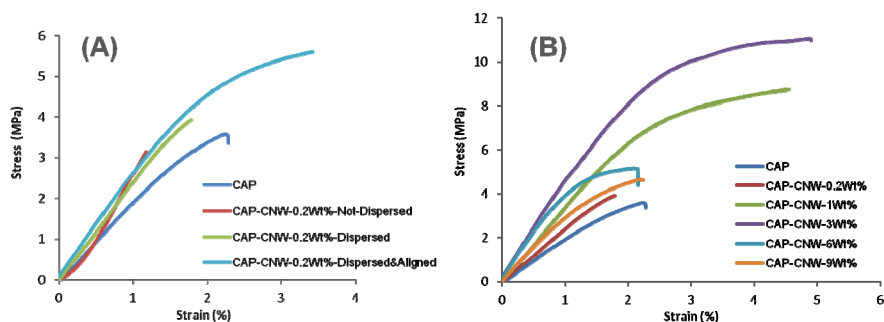 (A)
6
5
4
3
2
1
0
Stress (MPa)
CAP
CAP-CNW-0.2Wt%-Not-Dispersed
CAP-CNW-0.2Wt%-Dispersed
CAP-CNW-0.2Wt%-Dispersed&Aligned
0
1
2
3
4
Strain (%)
(B)
12
10
8
6
4
2
0
Stress (MPa)
CAP
CAP-CNW-0.2Wt%
CAP-CNW-1Wt%
CAP-CNW-3Wt%
CAP-CNW-6Wt%
CAP-CNW-9Wt%
0
1
2
3
4
5
6
Strain (%)